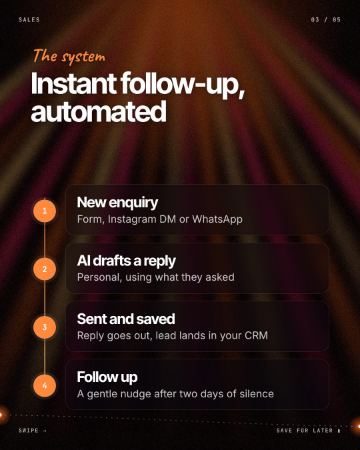 SALES
03 / 05
The system
Instant follow-up,
automated
1
New enquiry
Form, Instagram DM or WhatsApp
2
AI drafts a reply
Personal, using what they asked
3
Sent and saved
Reply goes out, lead lands in your CRM
4
Follow up
A gentle nudge after two days of silence
SWIPE →
SAVE FOR LATER